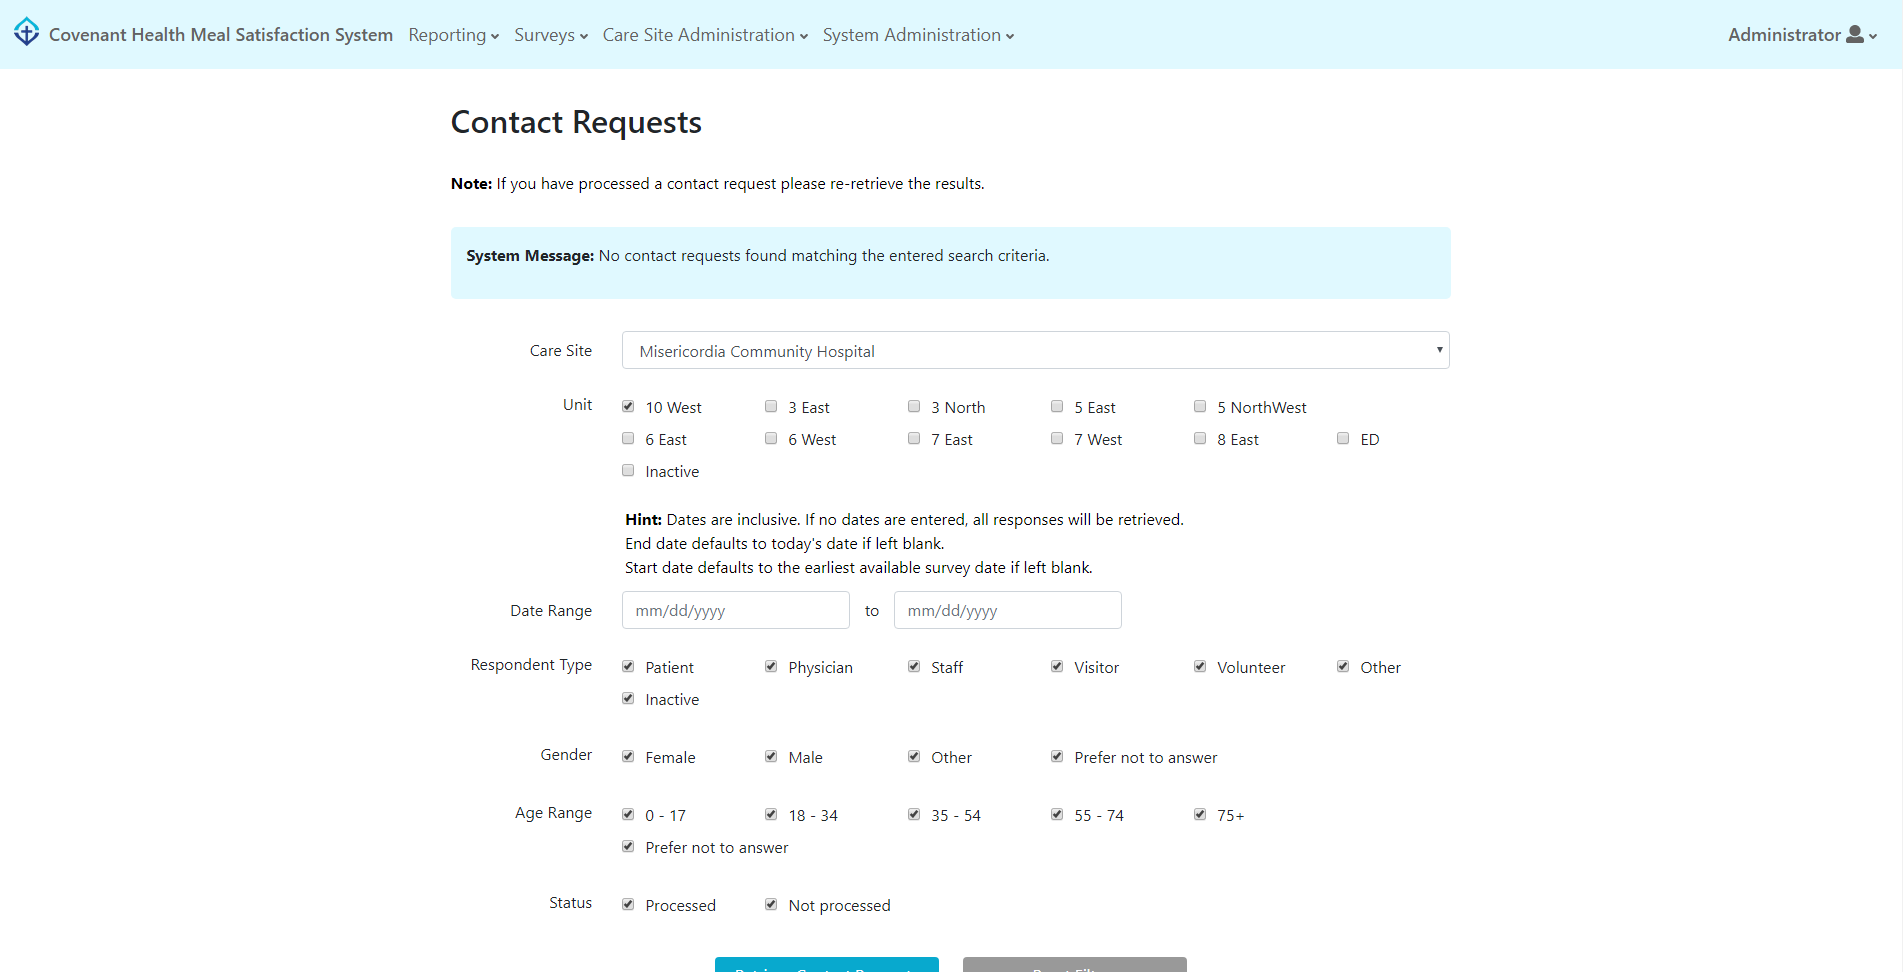 Covenant Health Meal Satisfaction System Reporting Surveys Care Site Administration System Administration Administrator
Contact Requests
Note: If you have processed a contact request please re-retrieve the results.
System Message: No contact requests found matching the entered search criteria.
Care Site Misericordia Community Hospital
Unit 10 West 3 East 3 North 5 East 5 NorthWest
6 East 6 West 7 East 7 West 8 East ED
Inactive
Hint: Dates are inclusive. If no dates are entered, all responses will be retrieved.
End date defaults to today's date if left blank.
Start date defaults to the earliest available survey date if left blank.
Date Range mm/dd/yyyy to mm/dd/yyyy
Respondent Type Patient Physician Staff Visitor Volunteer Other
Inactive
Gender Female Male Other Prefer not to answer
Age Range 0 - 17 18 - 34 35 - 54 55 - 74 75+
Prefer not to answer
Status Processed Not processed